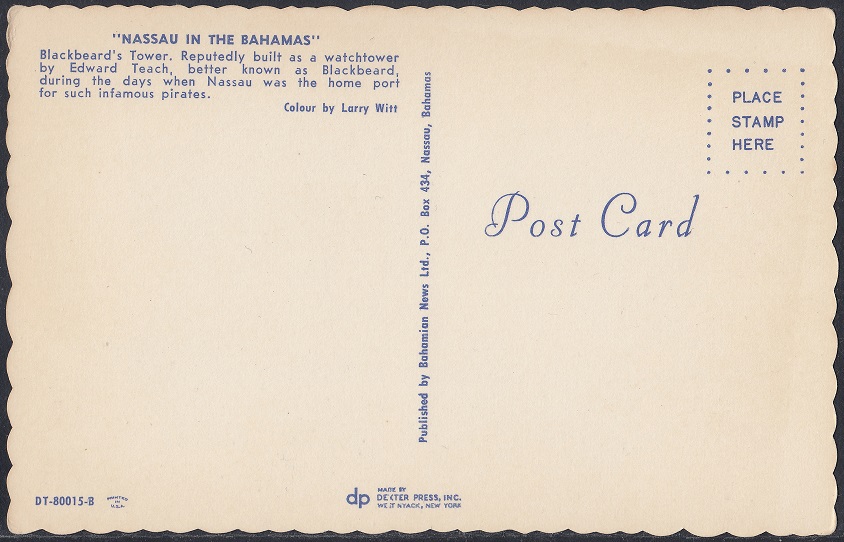 "NASSAU IN THE BAHAMAS"
Blackbeard's Tower. Reputedly built as a watchtower
by Edward Teach, better known as Blackbeard,
during the days when Nassau was the home port
for such infamous pirates.
Colour by Larry Witt
Published by Bahamian News Ltd., P.O. Box 434, Nassau, Bahamas
PLACE
STAMP
HERE
Post Card
DT-80015-B
PRINTED
IN
U.S.A.
dp
MADE BY
DEXTER PRESS, INC.
WEST NYACK, NEW YORK